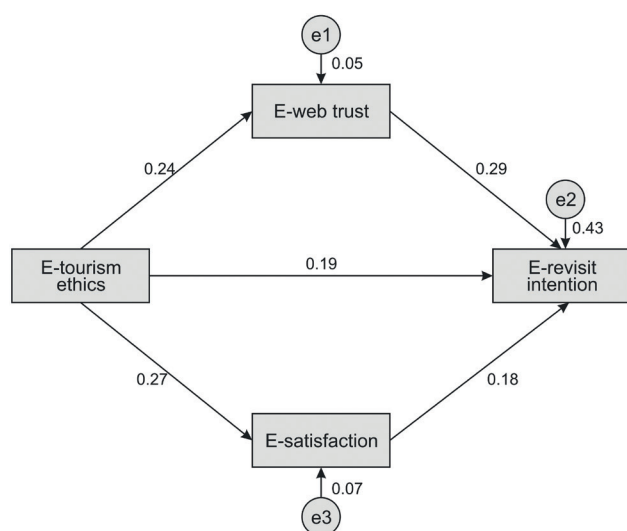 e1
0.05
E-web trust
0.24
0.29
e2
0.43
E-tourism
ethics
0.19
E-revisit
intention
0.27
0.18
E-satisfaction
0.07
e3